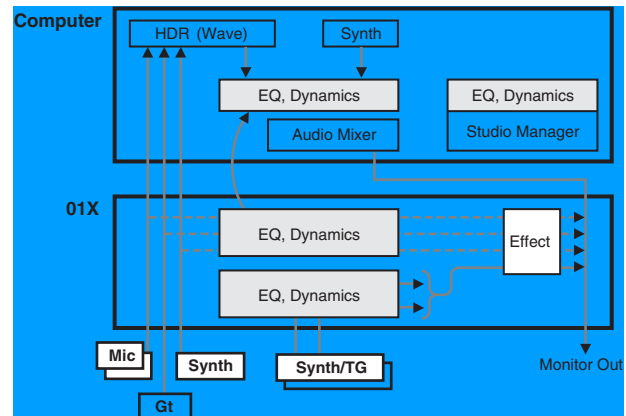 Computer
HDR (Wave)
Synth
EQ, Dynamics
EQ, Dynamics
Audio Mixer
Studio Manager
01X
EQ, Dynamics
Effect
EQ, Dynamics
Mic
Synth
Synth/TG
Monitor Out
Gt